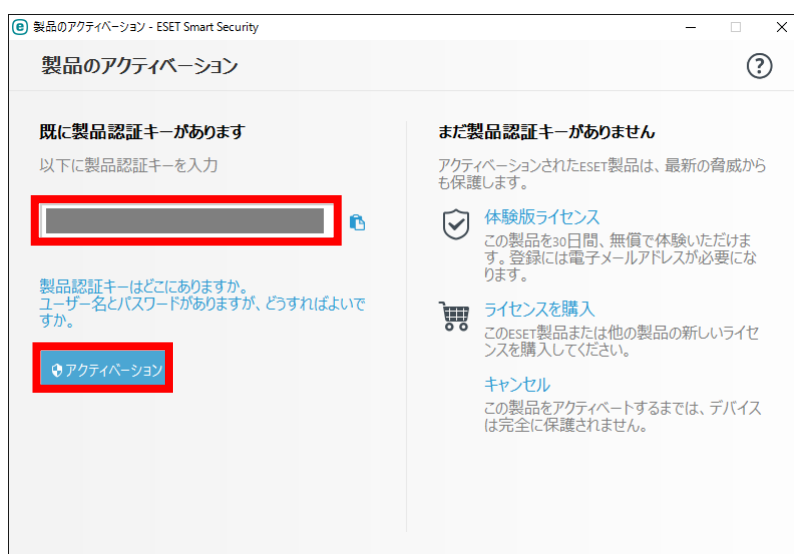 製品のアクティベーション - ESET Smart Security
製品のアクティベーション
既に製品認証キーがあります
以下に製品認証キーを入力
製品認証キーはどこにありますか。
ユーザー名とパスワードがありますが、どうすればよいで
すか。
アクティベーション
まだ製品認証キーがありません
アクティベーションされたESET製品は、最新の脅威から
も保護します。
体験版ライセンス
この製品を30日間、無償で体験いただけま
す。登録には電子メールアドレスが必要にな
ります。
ライセンスを購入
このESET製品または他の製品の新しいライセ
ンスを購入してください。
キャンセル
この製品をアクティベートするまでは、デバイス
は完全に保護されません。